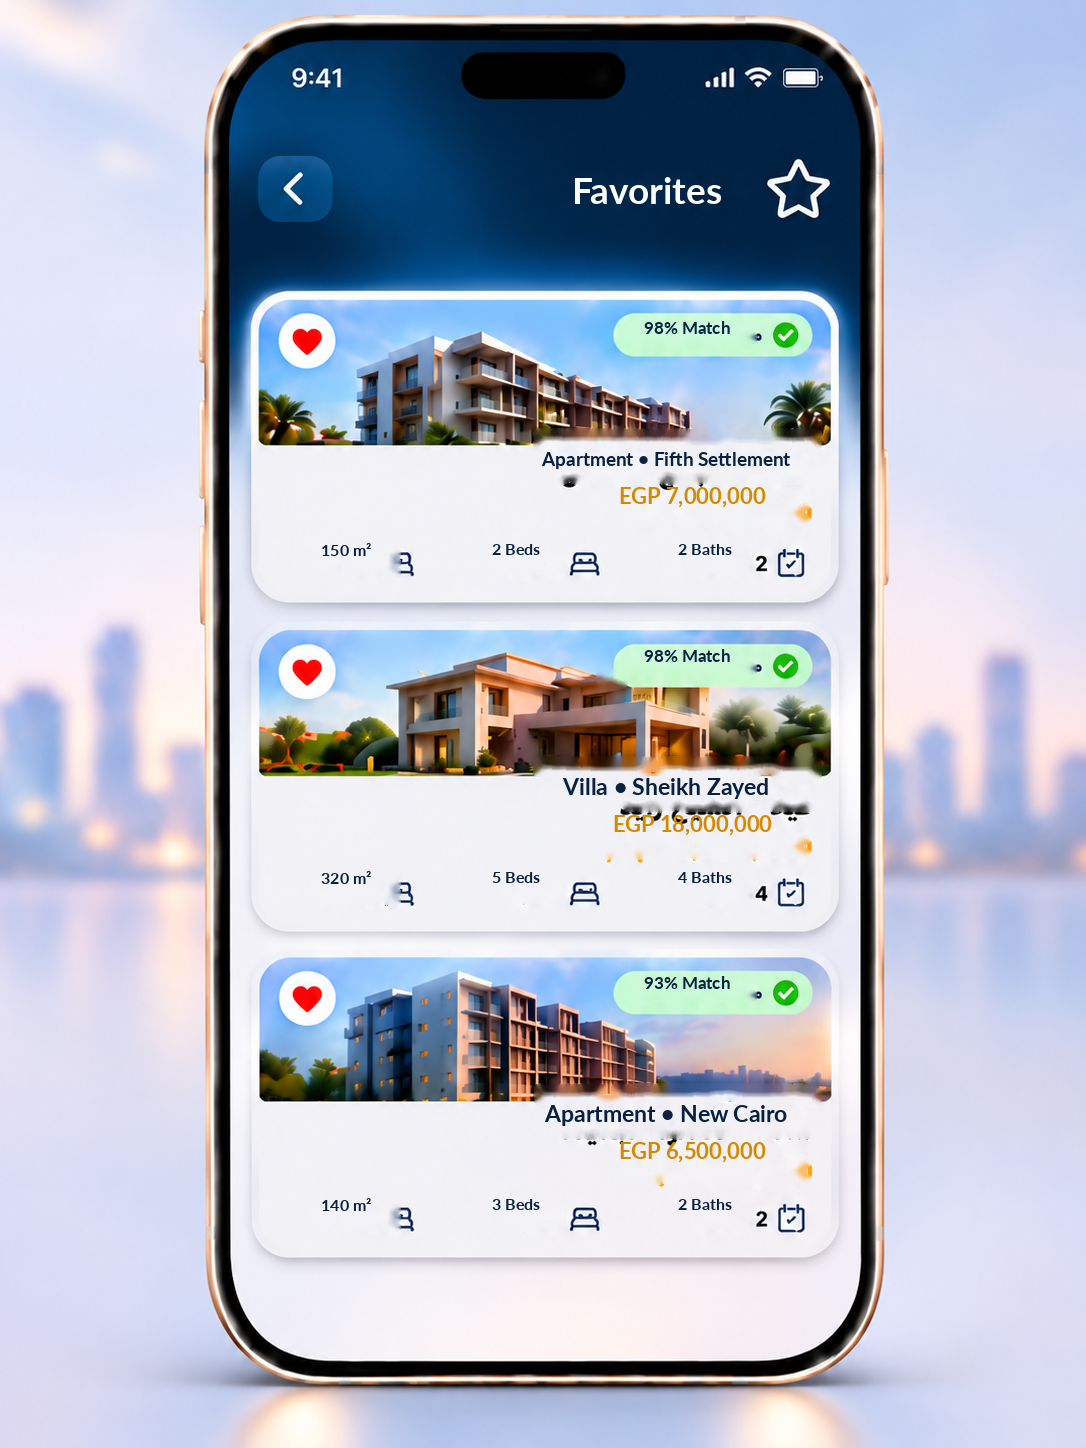 9:41
Favorites
98% Match
Apartment • Fifth Settlement
EGP 7,000,000
150 m² 2 Beds 2 Baths 2
98% Match
Villa • Sheikh Zayed
EGP 18,000,000
320 m² 5 Beds 4 Baths 4
93% Match
Apartment • New Cairo
EGP 6,500,000
140 m² 3 Beds 2 Baths 2